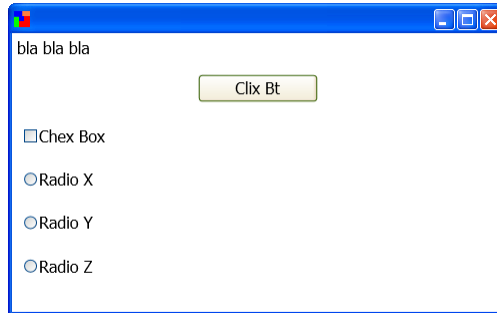 bla bla bla
Clix Bt
Chex Box
Radio X
Radio Y
Radio Z